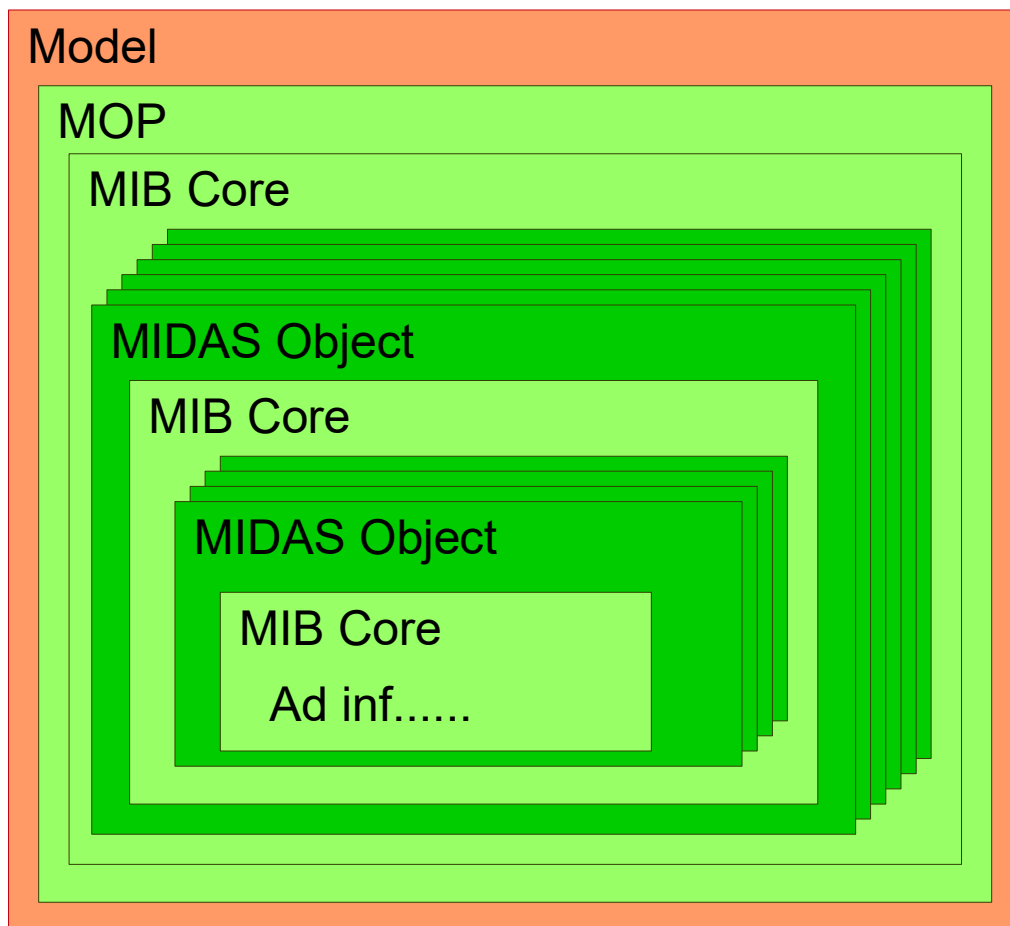 Model
MOP
MIB Core
MIDAS Object
MIB Core
MIDAS Object
MIB Core
Ad inf......